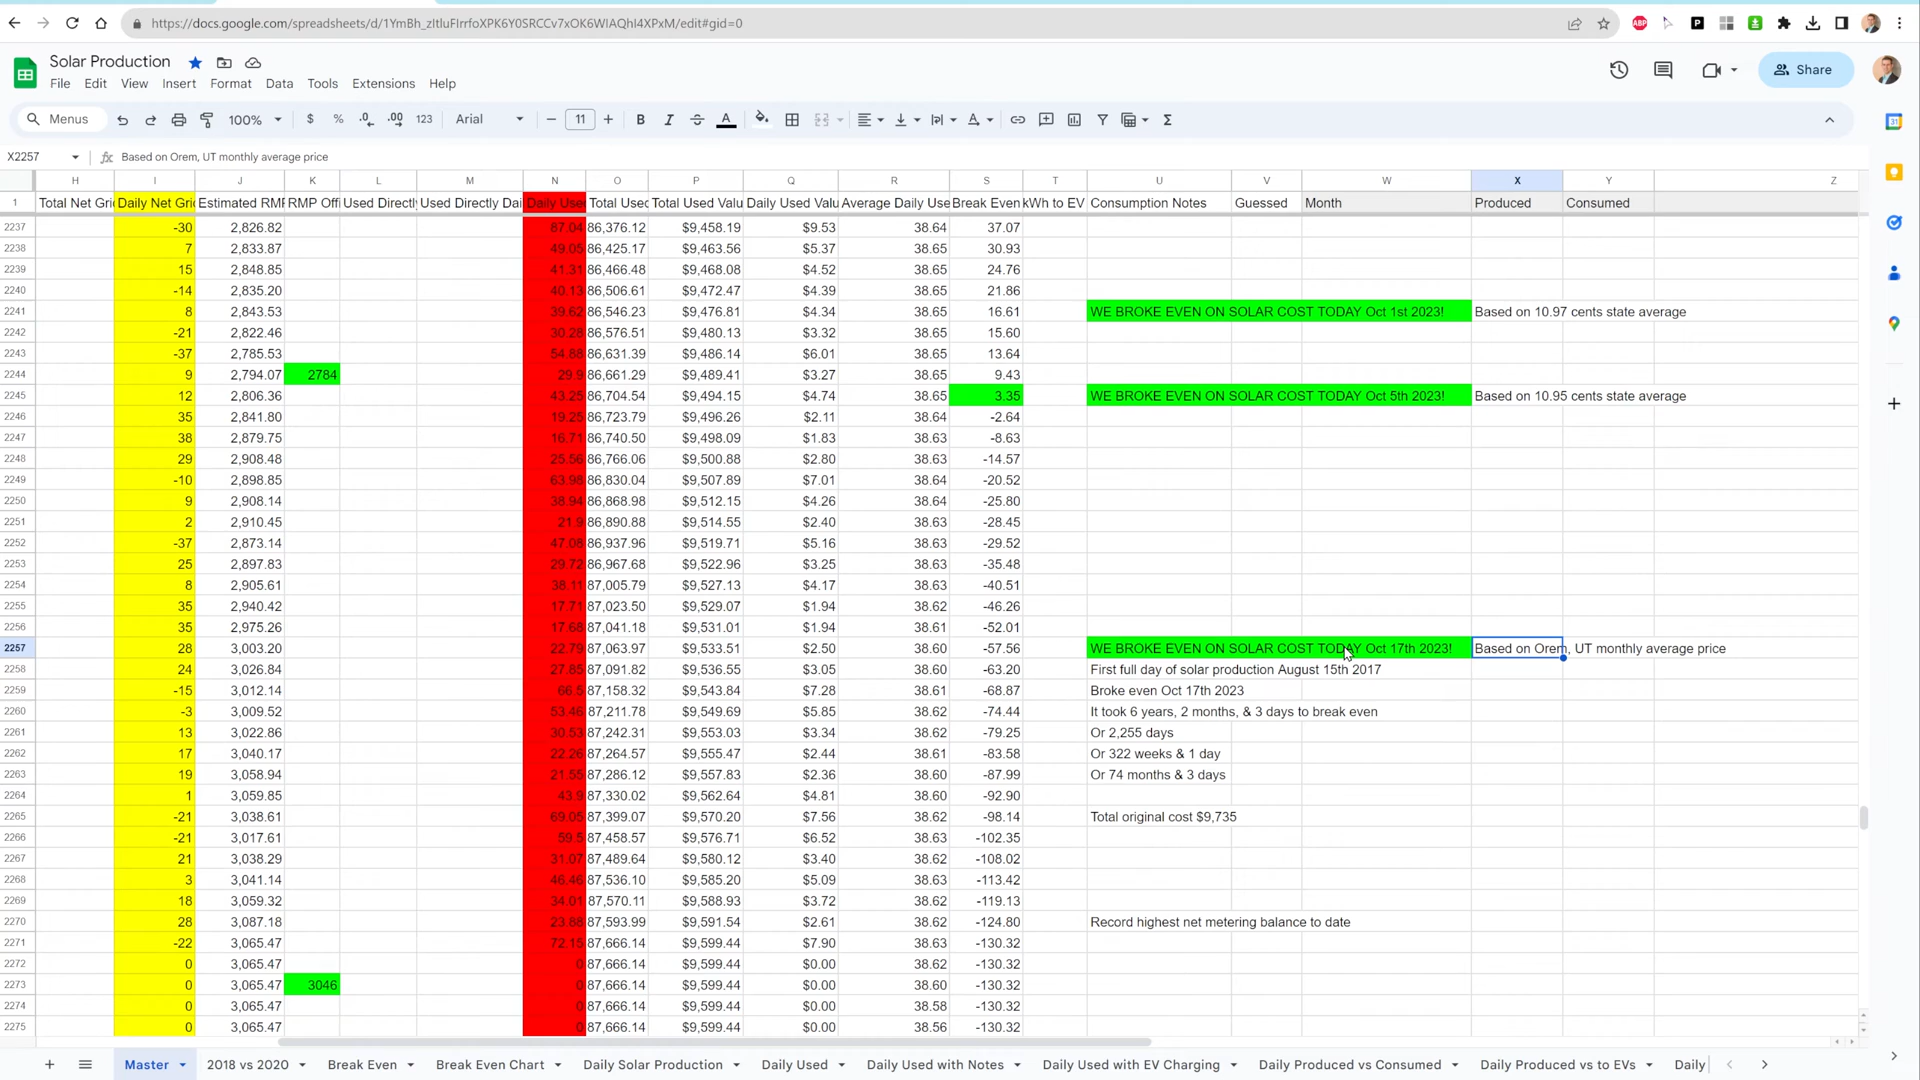 https://docs.google.com/spreadsheets/d/1YmBh_zItluFIrrfoXPK6Y0SRCCv7xOK6WIAQhI4XPxM/edit#gid=0
Solar Production
File Edit View Insert Format Data Tools Extensions Help
Share
Menus 100% $ % .0 .00 123 Arial 11 B I A
X2257 fx Based on Orem, UT monthly average price
H I J K L M N O P Q R S T U V W X Y Z
1 Total Net Gri Daily Net Gri Estimated RMP RMP Offi Used Directly Used Directly Dai Daily Used Total Used Total Used Valu Daily Used Valu Average Daily Use Break Even kWh to EV Consumption Notes Guessed Month Produced Consumed
2237 -30 2,826.82 87.04 86,376.12 $9,458.19 $9.53 38.64 37.07
2238 7 2,833.87 49.05 86,425.17 $9,463.56 $5.37 38.65 30.93
2239 15 2,848.85 41.31 86,466.48 $9,468.08 $4.52 38.65 24.76
2240 -14 2,835.20 40.13 86,506.61 $9,472.47 $4.39 38.65 21.86
2241 8 2,843.53 39.62 86,546.23 $9,476.81 $4.34 38.65 16.61 WE BROKE EVEN ON SOLAR COST TODAY Oct 1st 2023! Based on 10.97 cents state average
2242 -21 2,822.46 30.28 86,576.51 $9,480.13 $3.32 38.65 15.60
2243 -37 2,785.53 54.88 86,631.39 $9,486.14 $6.01 38.65 13.64
2244 9 2,794.07 2784 29.9 86,661.29 $9,489.41 $3.27 38.65 9.43
2245 12 2,806.36 43.25 86,704.54 $9,494.15 $4.74 38.65 3.35 WE BROKE EVEN ON SOLAR COST TODAY Oct 5th 2023! Based on 10.95 cents state average
2246 35 2,841.80 19.25 86,723.79 $9,496.26 $2.11 38.64 -2.64
2247 38 2,879.75 16.71 86,740.50 $9,498.09 $1.83 38.63 -8.63
2248 29 2,908.48 25.56 86,766.06 $9,500.88 $2.80 38.63 -14.57
2249 -10 2,898.85 63.98 86,830.04 $9,507.89 $7.01 38.64 -20.52
2250 9 2,908.14 38.94 86,868.98 $9,512.15 $4.26 38.64 -25.80
2251 2 2,910.45 21.9 86,890.88 $9,514.55 $2.40 38.63 -28.45
2252 -37 2,873.14 47.08 86,937.96 $9,519.71 $5.16 38.63 -29.52
2253 25 2,897.83 29.72 86,967.68 $9,522.96 $3.25 38.63 -35.48
2254 8 2,905.61 38.11 87,005.79 $9,527.13 $4.17 38.63 -40.51
2255 35 2,940.42 17.71 87,023.50 $9,529.07 $1.94 38.62 -46.26
2256 35 2,975.26 17.68 87,041.18 $9,531.01 $1.94 38.61 -52.01
2257 28 3,003.20 22.79 87,063.97 $9,533.51 $2.50 38.60 -57.56 WE BROKE EVEN ON SOLAR COST TODAY Oct 17th 2023! Based on Orem, UT monthly average price
2258 24 3,026.84 27.85 87,091.82 $9,536.55 $3.05 38.60 -63.20 First full day of solar production August 15th 2017
2259 -15 3,012.14 66.5 87,158.32 $9,543.84 $7.28 38.61 -68.87 Broke even Oct 17th 2023
2260 -3 3,009.52 53.46 87,211.78 $9,549.69 $5.85 38.62 -74.44 It took 6 years, 2 months, & 3 days to break even
2261 13 3,022.86 30.53 87,242.31 $9,553.03 $3.34 38.62 -79.25 Or 2,255 days
2262 17 3,040.17 22.26 87,264.57 $9,555.47 $2.44 38.61 -83.58 Or 322 weeks & 1 day
2263 19 3,058.94 21.55 87,286.12 $9,557.83 $2.36 38.60 -87.99 Or 74 months & 3 days
2264 1 3,059.85 43.9 87,330.02 $9,562.64 $4.81 38.60 -92.90
2265 -21 3,038.61 69.05 87,399.07 $9,570.20 $7.56 38.62 -98.14 Total original cost $9,735
2266 -21 3,017.61 59.5 87,458.57 $9,576.71 $6.52 38.63 -102.35
2267 21 3,038.29 31.07 87,489.64 $9,580.12 $3.40 38.62 -108.02
2268 3 3,041.14 46.46 87,536.10 $9,585.20 $5.09 38.63 -113.42
2269 18 3,059.32 34.01 87,570.11 $9,588.93 $3.72 38.62 -119.13
2270 28 3,087.18 23.88 87,593.99 $9,591.54 $2.61 38.62 -124.80 Record highest net metering balance to date
2271 -22 3,065.47 72.15 87,666.14 $9,599.44 $7.90 38.63 -130.32
2272 0 3,065.47 0 87,666.14 $9,599.44 $0.00 38.62 -130.32
2273 0 3,065.47 3046 0 87,666.14 $9,599.44 $0.00 38.60 -130.32
2274 0 3,065.47 0 87,666.14 $9,599.44 $0.00 38.58 -130.32
2275 0 3,065.47 0 87,666.14 $9,599.44 $0.00 38.56 -130.32
Master 2018 vs 2020 Break Even Break Even Chart Daily Solar Production Daily Used Daily Used with Notes Daily Used with EV Charging Daily Produced vs Consumed Daily Produced vs to EVs Daily